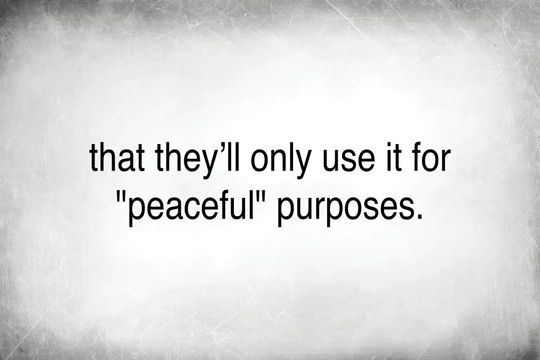 that they’ll only use it for
"peaceful" purposes.